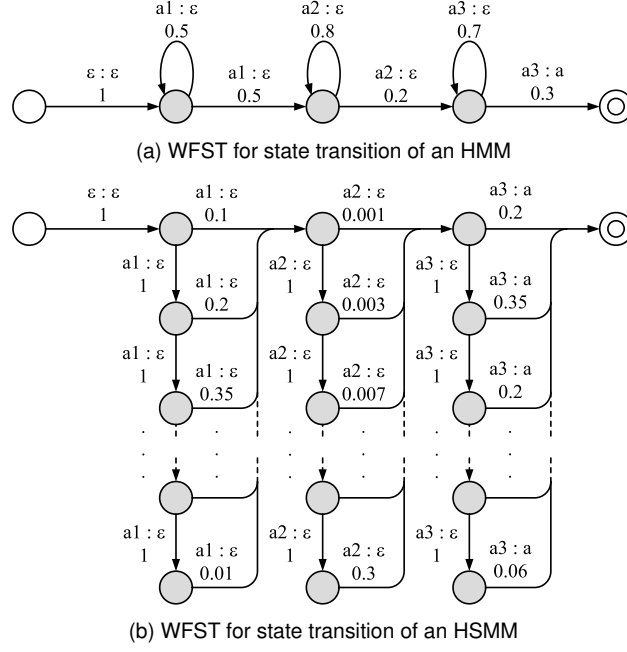 a1 : ε a2 : ε a3 : ε
0.5 0.8 0.7
ε : ε a1 : ε a2 : ε a3 : a
1 0.5 0.2 0.3
(a) WFST for state transition of an HMM
ε : ε a1 : ε a2 : ε a3 : a
1 0.1 0.001 0.2
a1 : ε a1 : ε a2 : ε a2 : ε a3 : ε a3 : a
1 0.2 1 0.003 1 0.35
a1 : ε a1 : ε a2 : ε a2 : ε a3 : ε a3 : a
1 0.35 1 0.007 1 0.2
a1 : ε a1 : ε a2 : ε a2 : ε a3 : ε a3 : a
1 0.01 1 0.3 1 0.06
(b) WFST for state transition of an HSMM